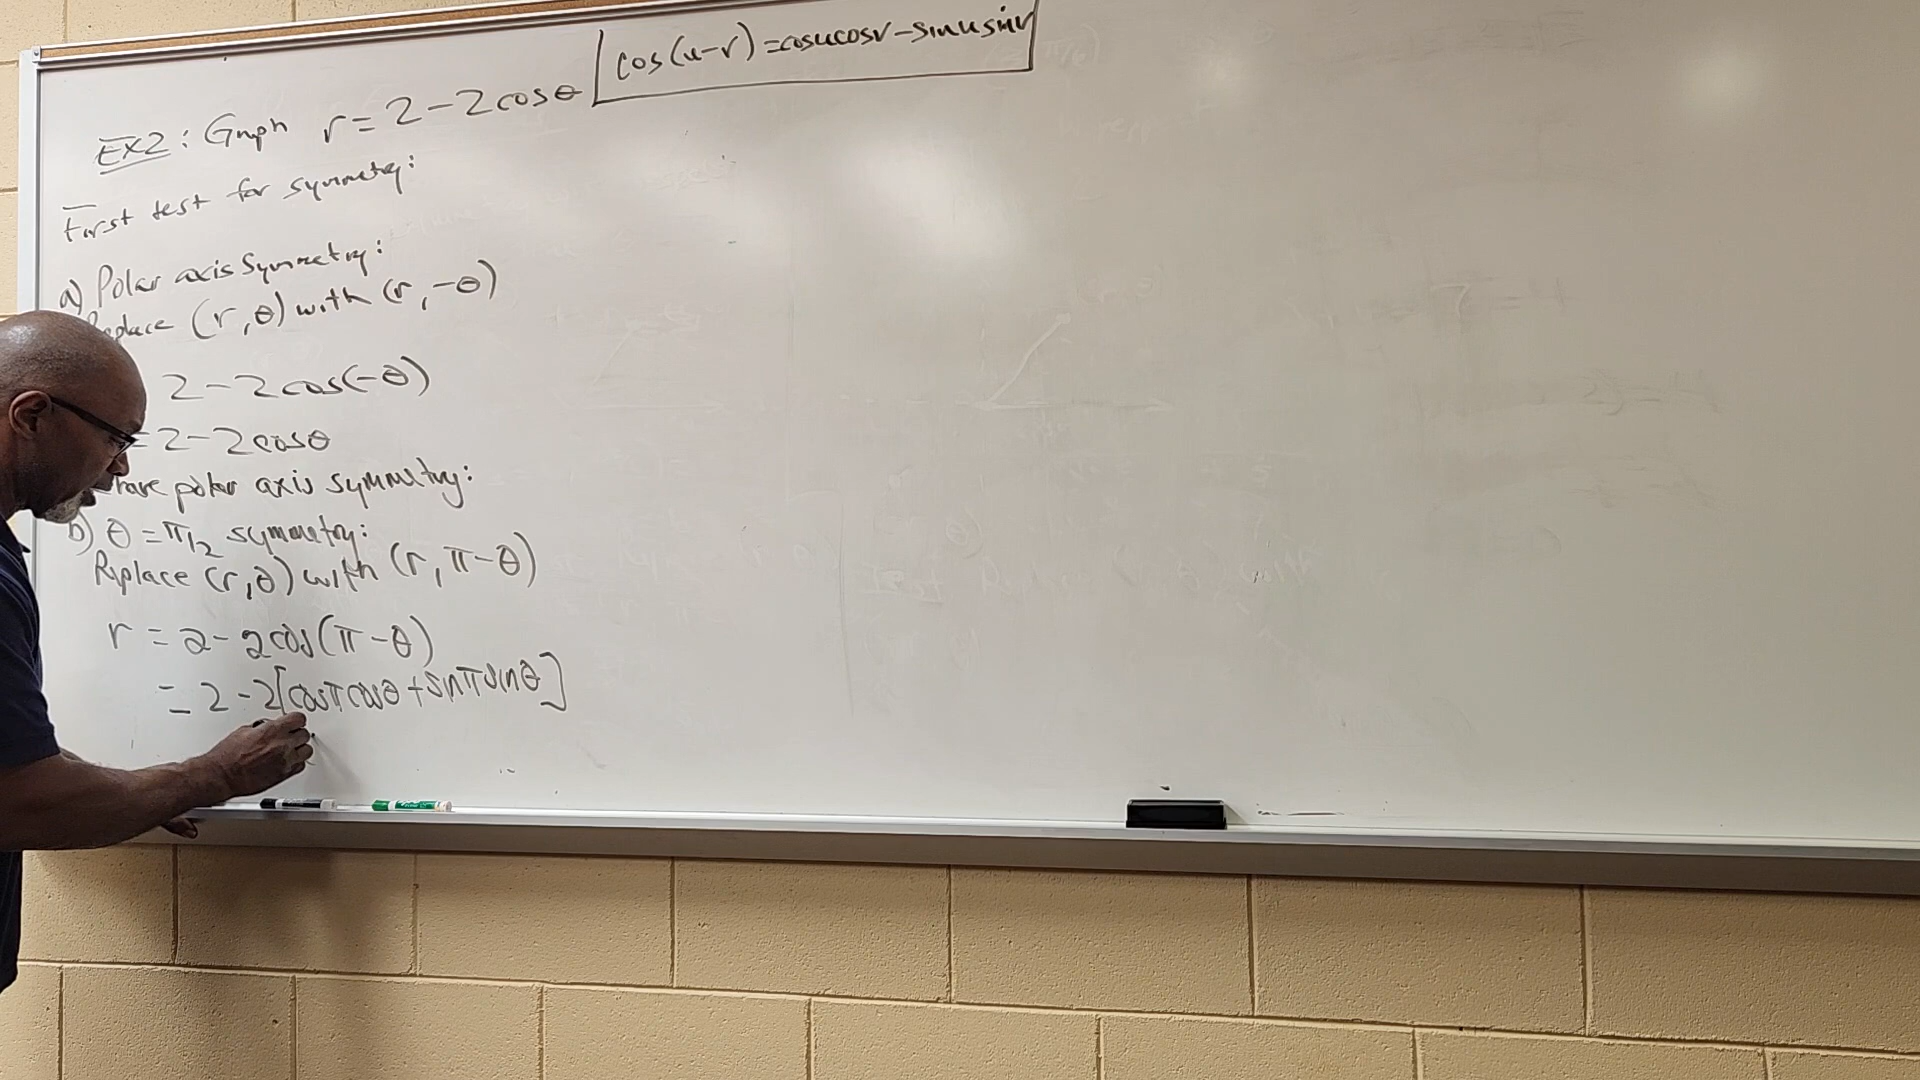 cos(u-v)=cosucosv-sinusinv
EX2: Graph r=2-2cosθ
First test for symmetry:
a) Polar axis Symmetry:
Replace (r,θ) with (r,-θ)
2-2cos(-θ)
=2-2cosθ
have polar axis symmetry:
b) θ=π/2 symmetry:
Replace (r,θ) with (r,π-θ)
r=2-2cos(π-θ)
=2-2[cosπcosθ+sinπsinθ]